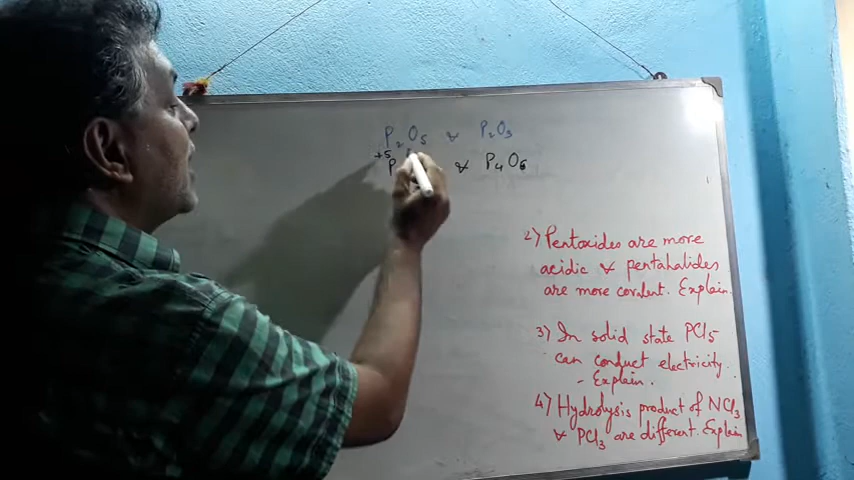 P₂O₅ & P₂O₃
+5
P & P₄O₆
2) Pentoxides are more
acidic & pentahalides
are more covalent. Explain.
3) In solid state PCl₅
can conduct electricity.
- Explain.
4) Hydrolysis product of NCl₃
& PCl₃ are different. Explain